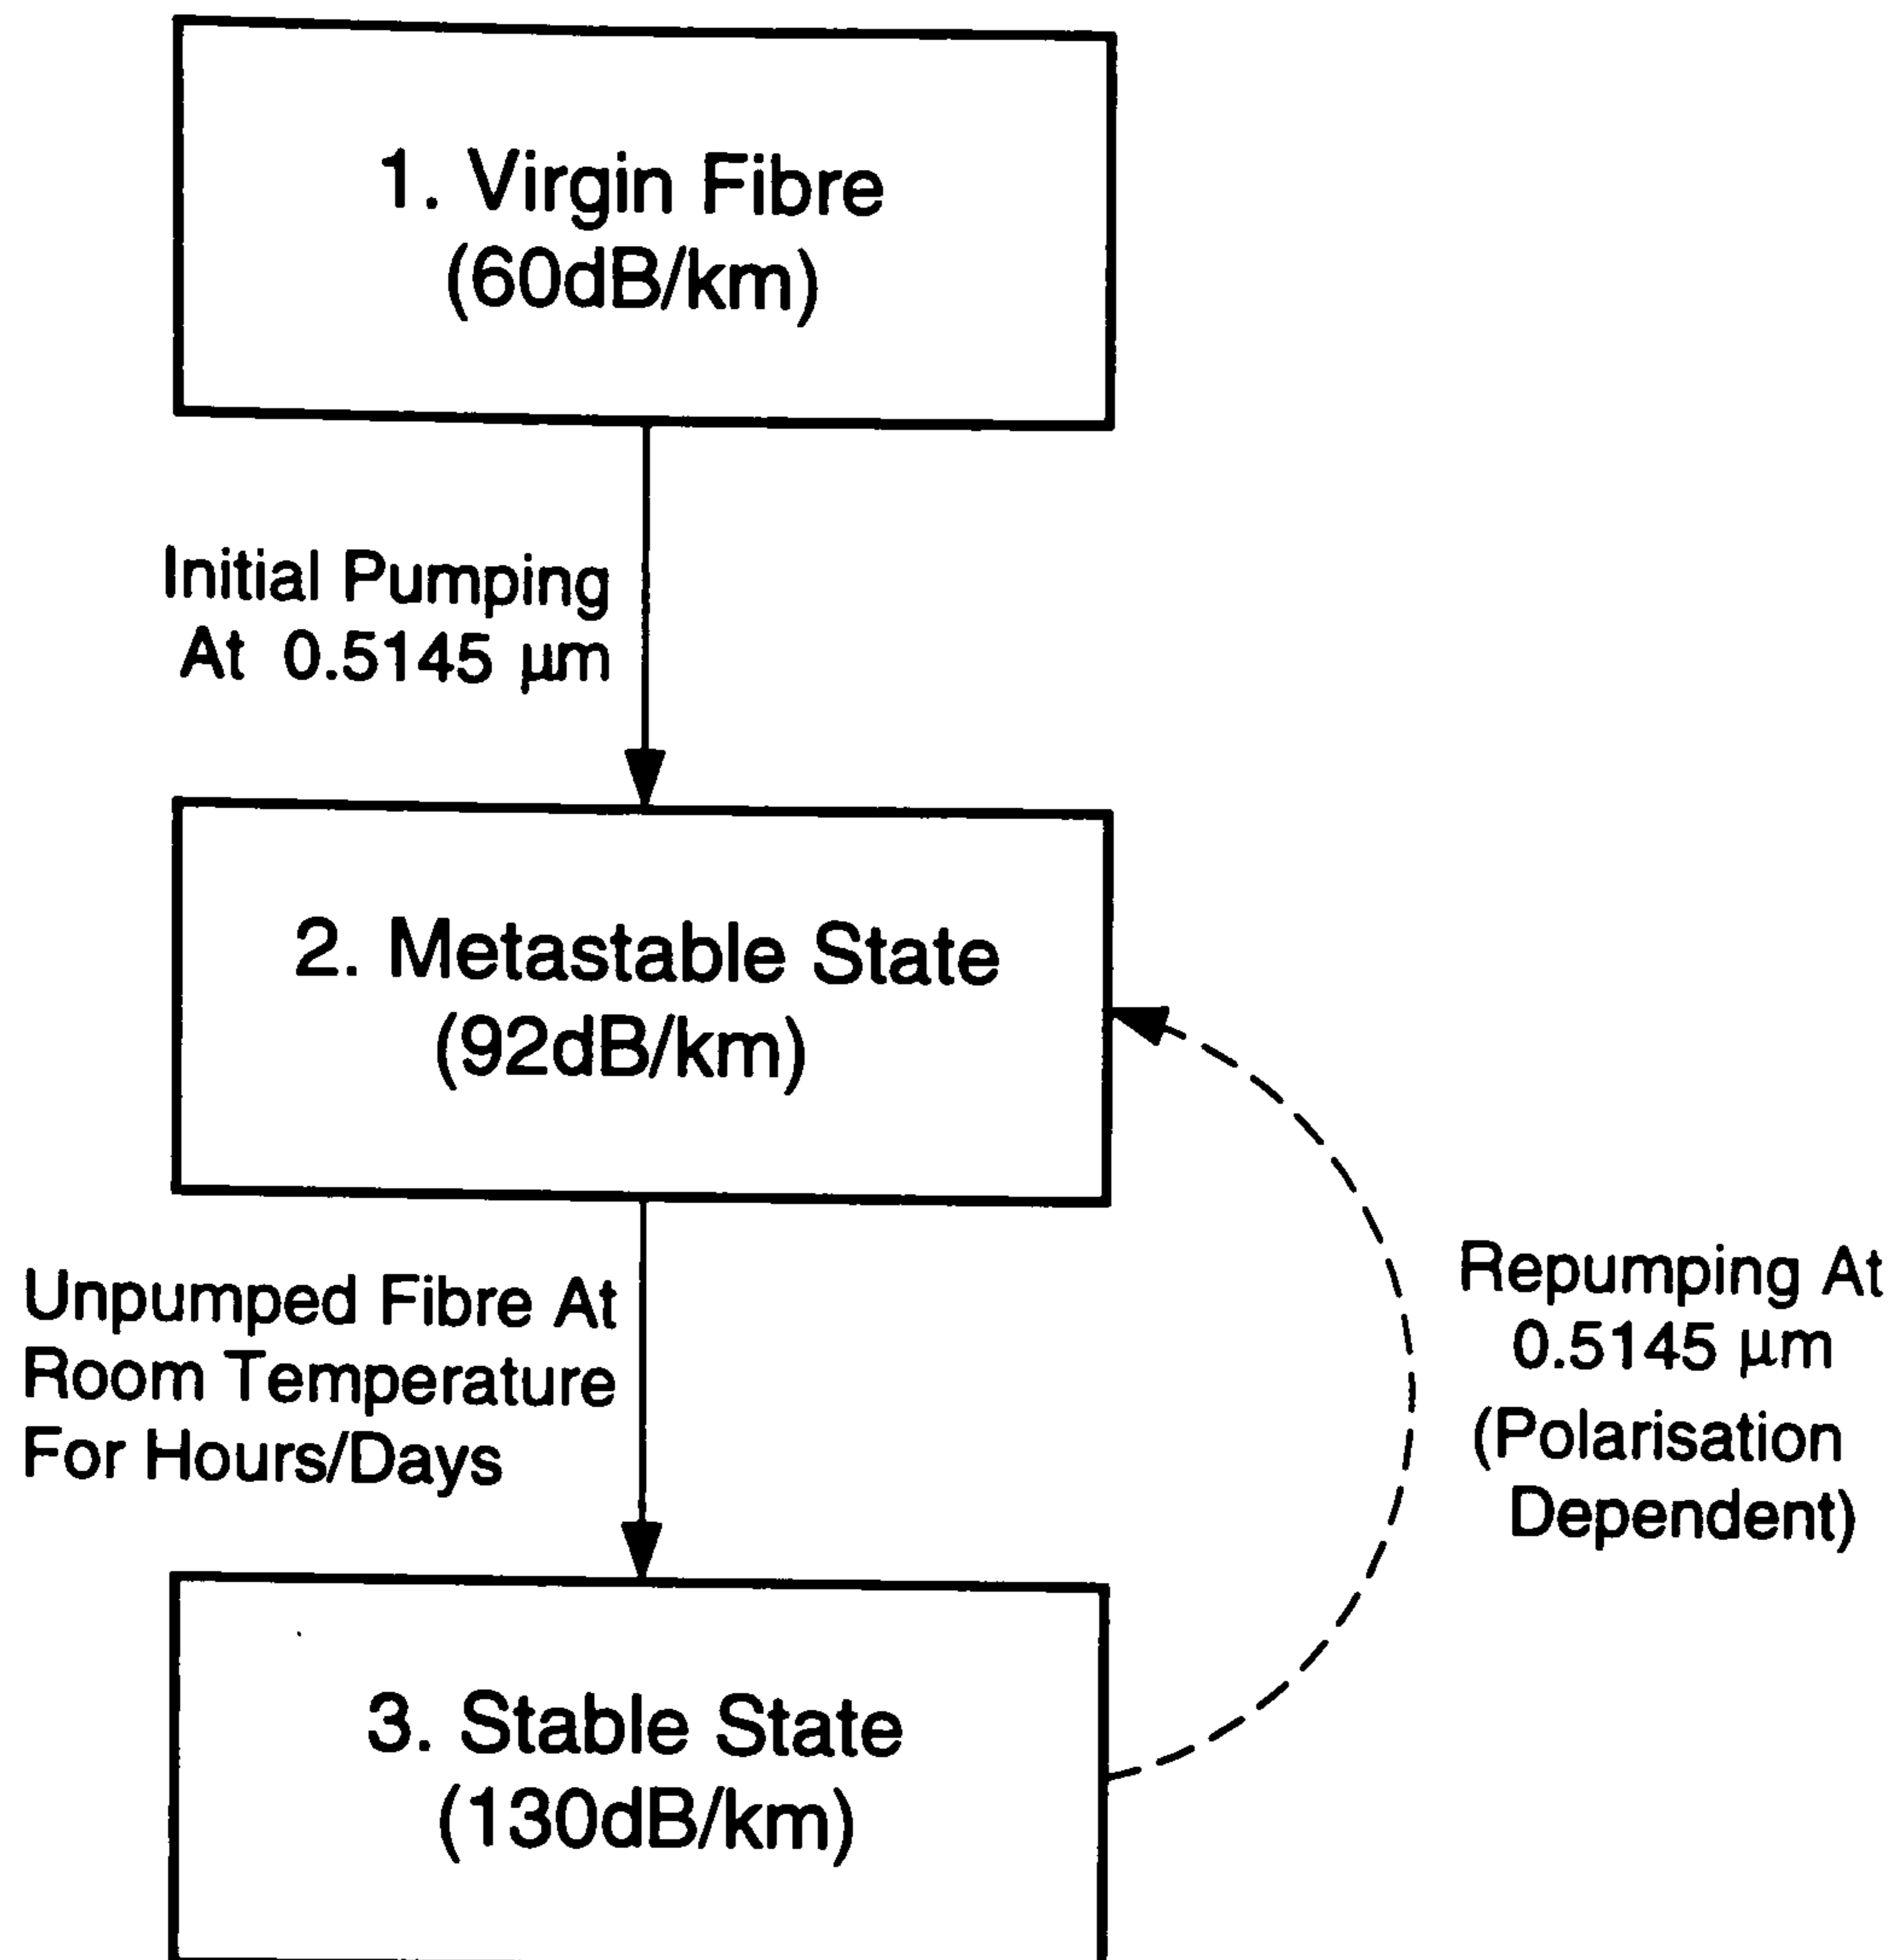 1. Virgin Fibre
(60dB/km)
Initial Pumping
At 0.5145 µm
2. Metastable State
(92dB/km)
Unpumped Fibre At
Room Temperature
For Hours/Days
Repumping At
0.5145 µm
(Polarisation
Dependent)
3. Stable State
(130dB/km)